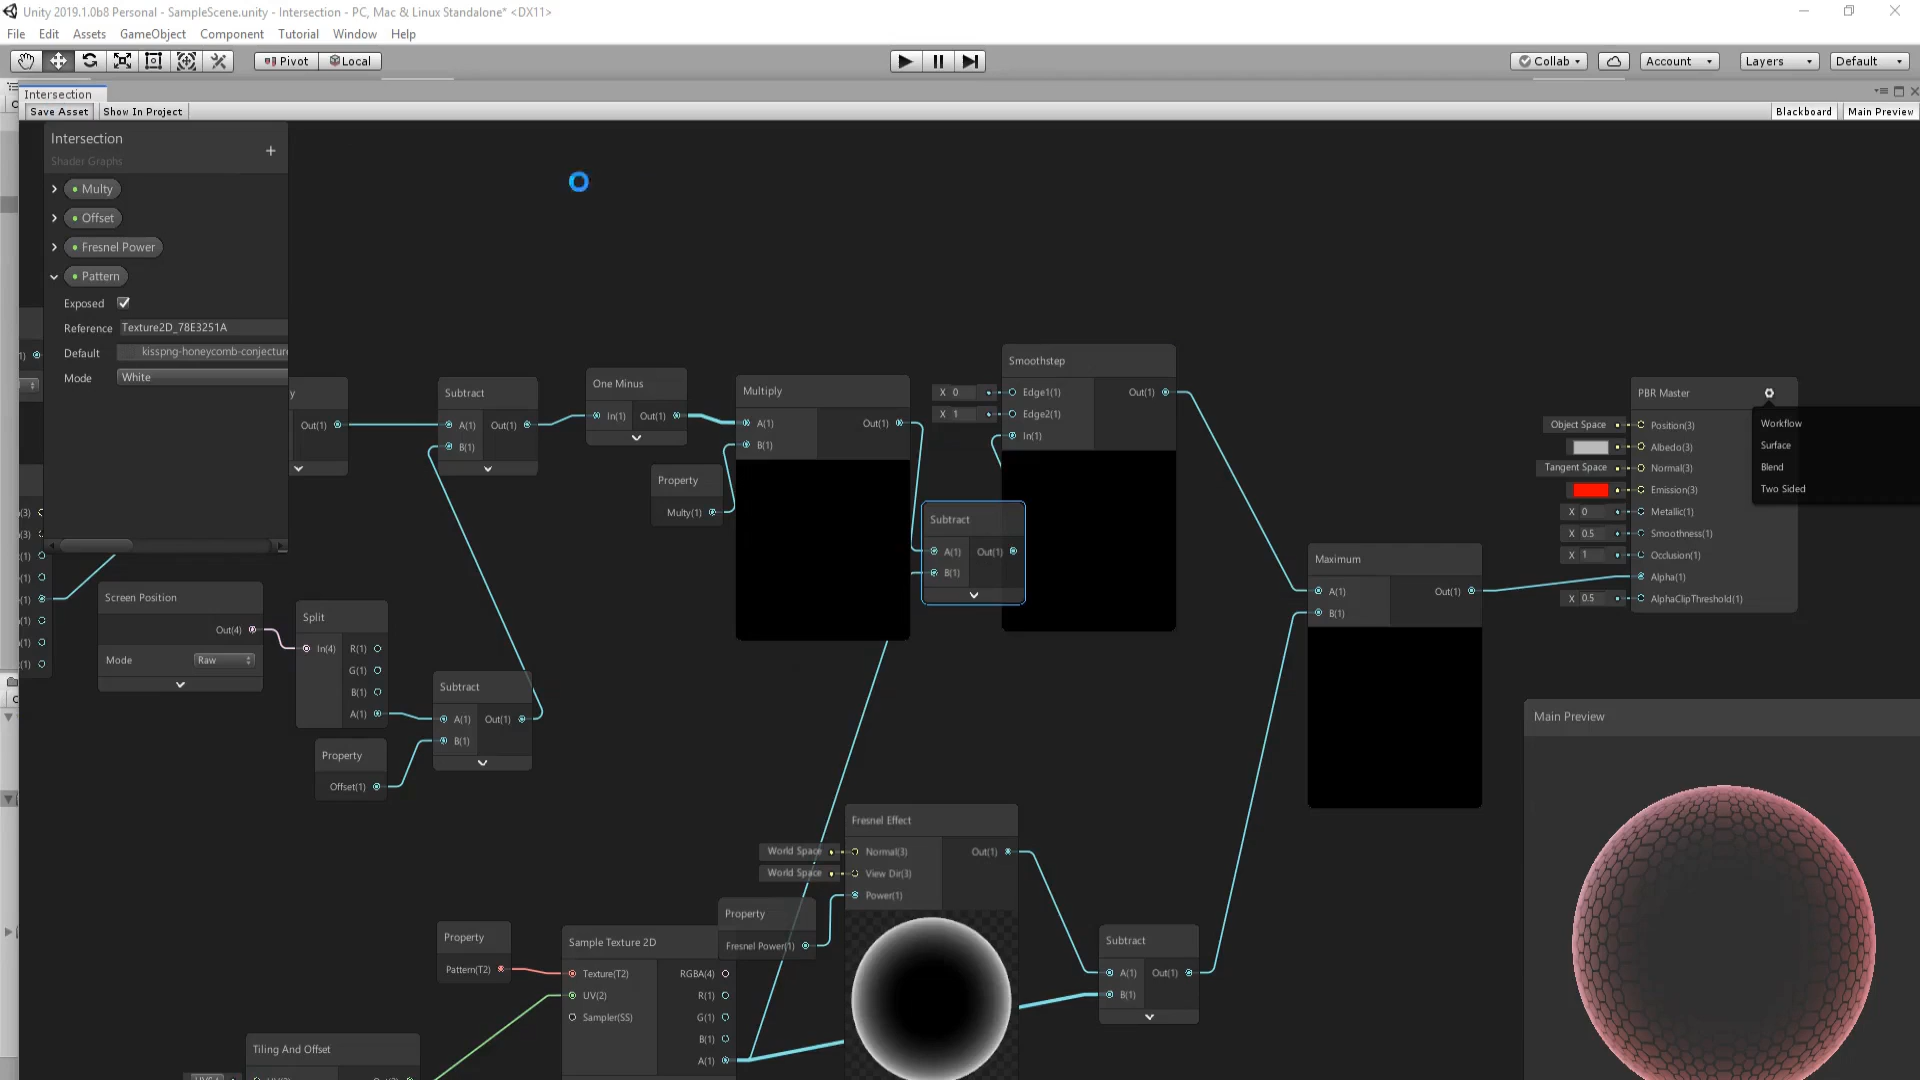 Unity 2019.1.0b8 Personal - SampleScene.unity - Intersection - PC, Mac & Linux Standalone* <DX11>
File Edit Assets GameObject Component Tutorial Window Help
Pivot Local Collab Account Layers Default
Intersection
Save Asset Show In Project Blackboard Main Preview
Intersection
Shader Graphs
Multy
Offset
Fresnel Power
Pattern
Exposed
Reference Texture2D_78E3251A
Default kisspng-honeycomb-conjecture
Mode White
y
Out(1)
Subtract
A(1) Out(1)
B(1)
One Minus
In(1) Out(1)
Multiply
A(1) Out(1)
B(1)
Property
Multy(1)
Smoothstep
X 0 Edge1(1) Out(1)
X 1 Edge2(1)
In(1)
Subtract
A(1) Out(1)
B(1)
PBR Master
Object Space Position(3)
Albedo(3)
Tangent Space Normal(3)
Emission(3)
X 0 Metallic(1)
X 0.5 Smoothness(1)
X 1 Occlusion(1)
Alpha(1)
X 0.5 AlphaClipThreshold(1)
Workflow
Surface
Blend
Two Sided
Maximum
A(1) Out(1)
B(1)
Screen Position
Out(4)
Mode Raw
Split
In(4) R(1)
G(1)
B(1)
A(1)
Property
Offset(1)
Subtract
A(1) Out(1)
B(1)
Main Preview
Fresnel Effect
World Space Normal(3) Out(1)
World Space View Dir(3)
Power(1)
Property
Fresnel Power(1)
Property
Pattern(T2)
Sample Texture 2D
Texture(T2) RGBA(4)
UV(2) R(1)
Sampler(SS) G(1)
B(1)
A(1)
Subtract
A(1) Out(1)
B(1)
Tiling And Offset